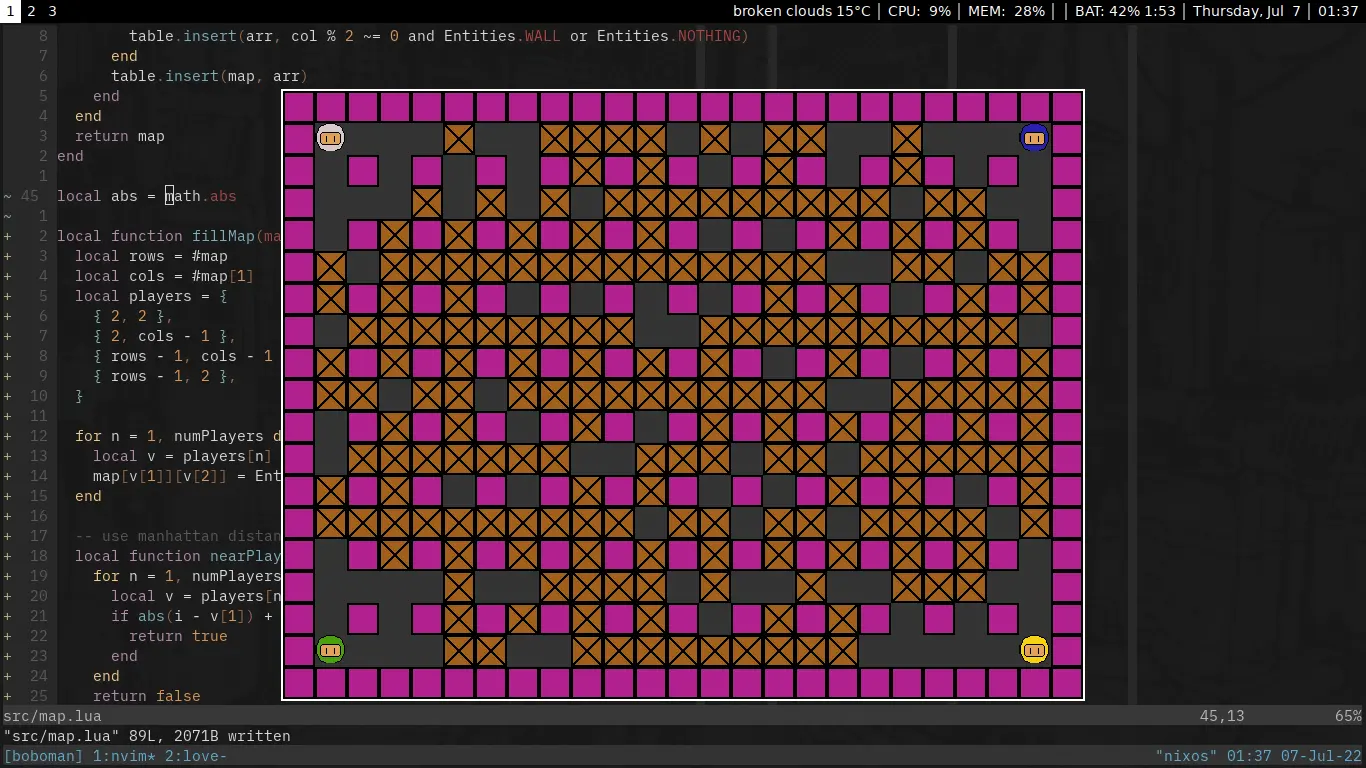 1 2 3 broken clouds 15°C | CPU: 9% | MEM: 28% | | BAT: 42% 1:53 | Thursday, Jul 7 | 01:37
8 table.insert(arr, col % 2 ~= 0 and Entities.WALL or Entities.NOTHING)
7 end
6 table.insert(map, arr)
5 end
4 end
3 return map
2 end
1
~ 45 local abs = math.abs
~ 1
+ 2 local function fillMap(ma
+ 3 local rows = #map
+ 4 local cols = #map[1]
+ 5 local players = {
+ 6 { 2, 2 },
+ 7 { 2, cols - 1 },
+ 8 { rows - 1, cols - 1
+ 9 { rows - 1, 2 },
+ 10 }
+ 11
+ 12 for n = 1, numPlayers d
+ 13 local v = players[n]
+ 14 map[v[1]][v[2]] = Ent
+ 15 end
+ 16
+ 17 -- use manhattan distan
+ 18 local function nearPlay
+ 19 for n = 1, numPlayers
+ 20 local v = players[n
+ 21 if abs(i - v[1]) +
+ 22 return true
+ 23 end
+ 24 end
+ 25 return false
src/map.lua 45,13 65%
"src/map.lua" 89L, 2071B written
[boboman] 1:nvim* 2:love- "nixos" 01:37 07-Jul-22